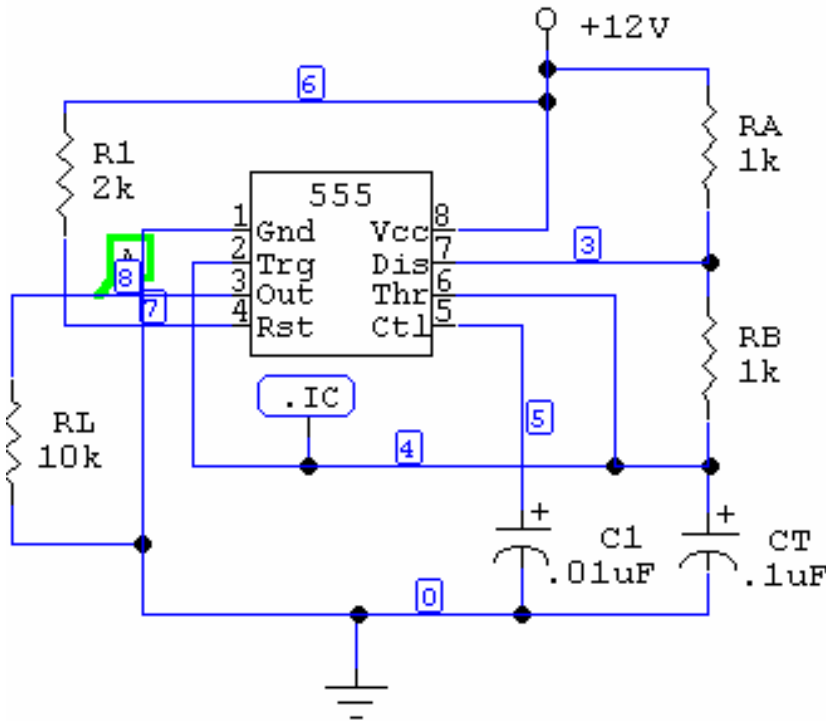 +12V
6
RA
1k
R1
2k
555
1 Gnd Vcc 8
2 Trg Dis 7
3 Out Thr 6
4 Rst Ctl 5
3
A
8
7
RB
1k
.IC
RL
10k
5
4
+
+
C1
.01uF
CT
.1uF
0